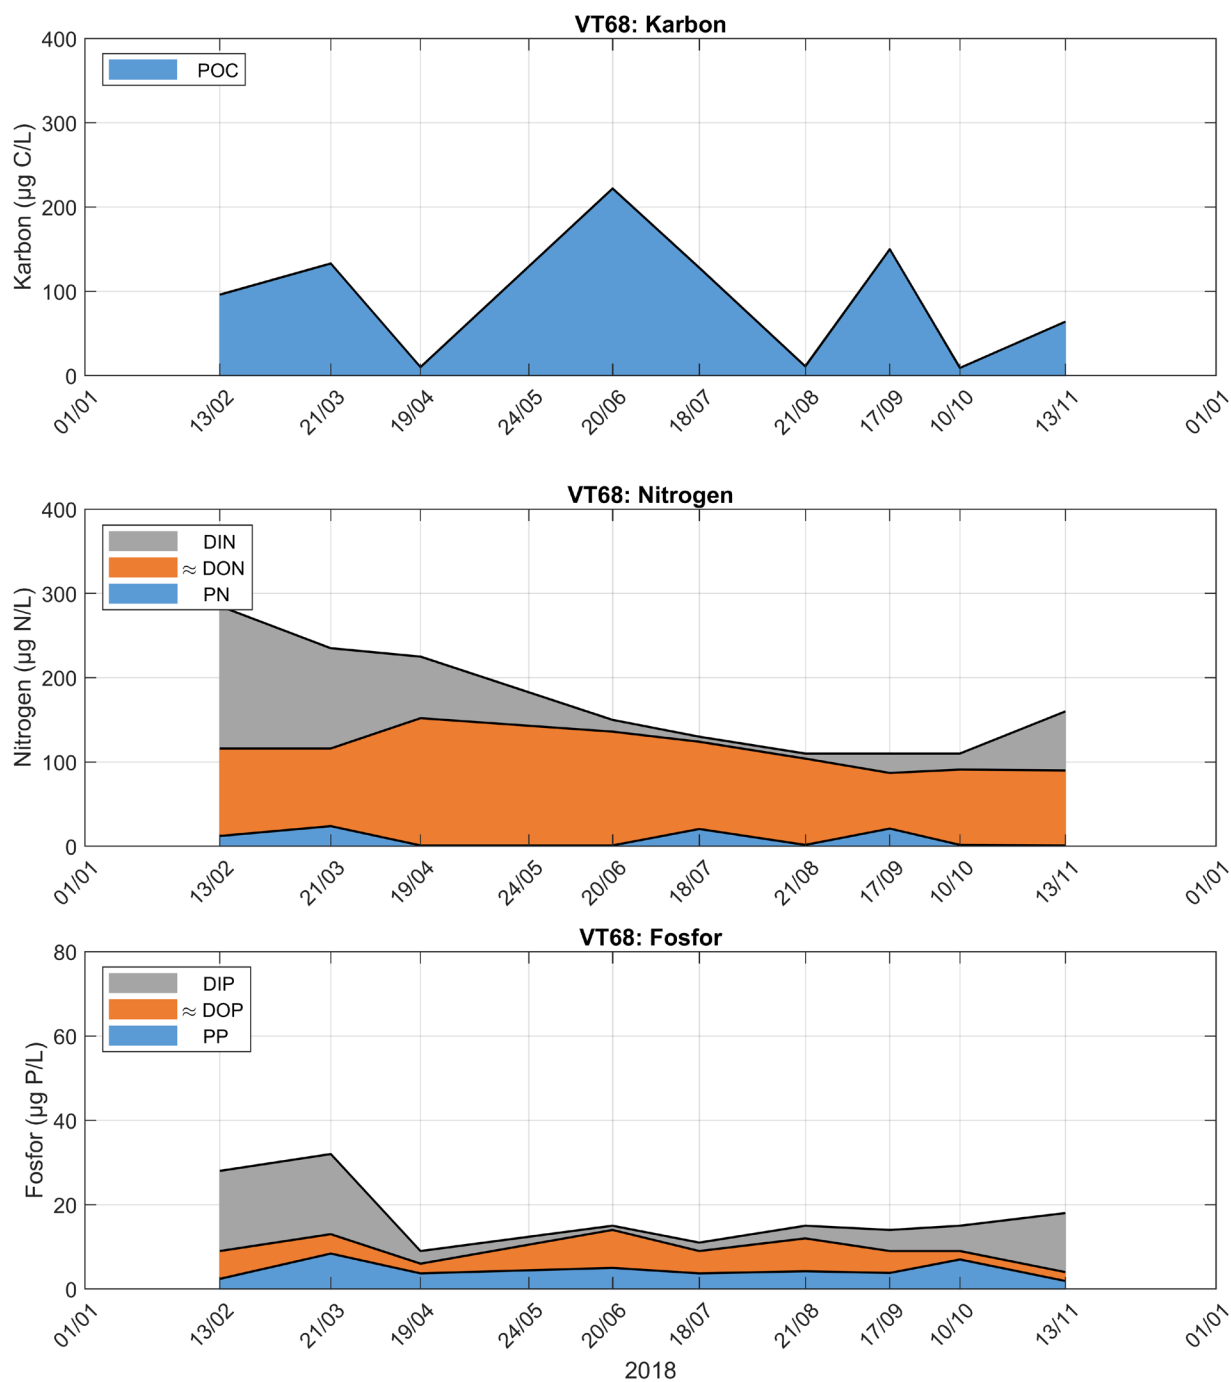 VT68: Karbon
POC
Karbon (µg C/L)
400
300
200
100
0
01/01 13/02 21/03 19/04 24/05 20/06 18/07 21/08 17/09 10/10 13/11 01/01
VT68: Nitrogen
DIN
≈ DON
PN
Nitrogen (µg N/L)
400
300
200
100
0
01/01 13/02 21/03 19/04 24/05 20/06 18/07 21/08 17/09 10/10 13/11 01/01
VT68: Fosfor
DIP
≈ DOP
PP
Fosfor (µg P/L)
80
60
40
20
0
01/01 13/02 21/03 19/04 24/05 20/06 18/07 21/08 17/09 10/10 13/11 01/01
2018